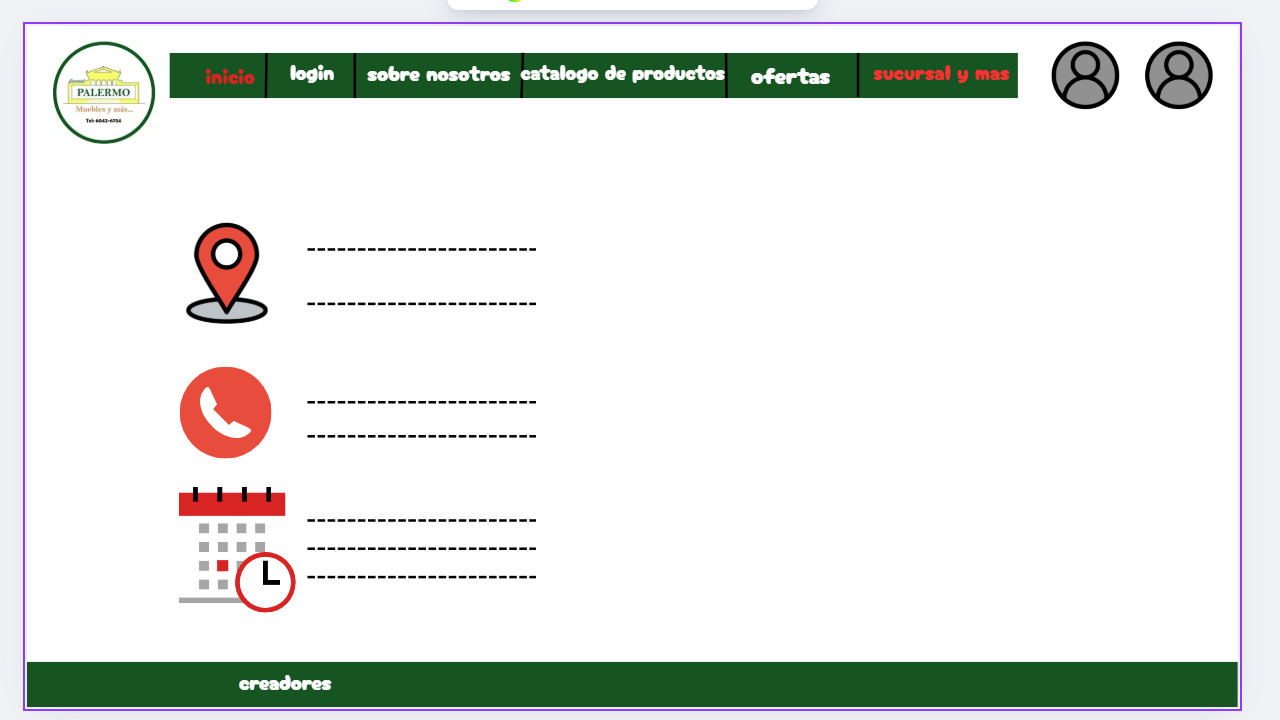 inicio
login
sobre nosotros
catalogo de productos
ofertas
sucursal y mas
PALERMO
Muebles y más...
Tel: 6043-6754
creadores